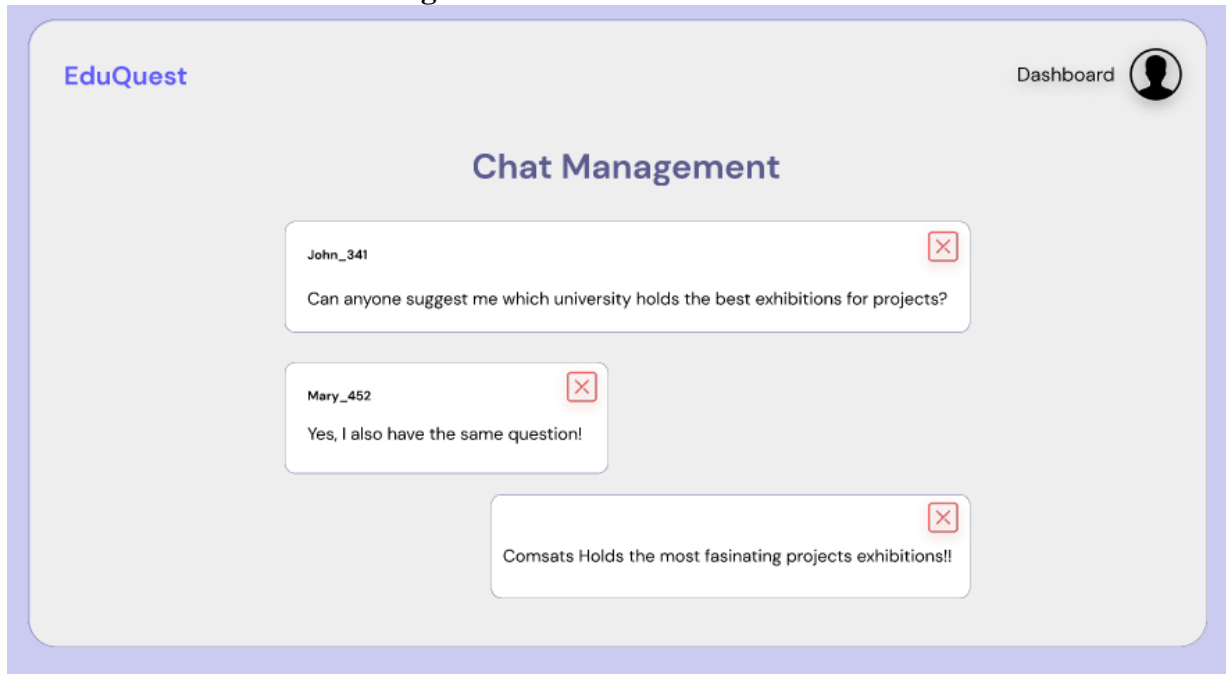 EduQuest
Dashboard
Chat Management
John_341
Can anyone suggest me which university holds the best exhibitions for projects?
Mary_452
Yes, I also have the same question!
Comsats Holds the most fasinating projects exhibitions!!